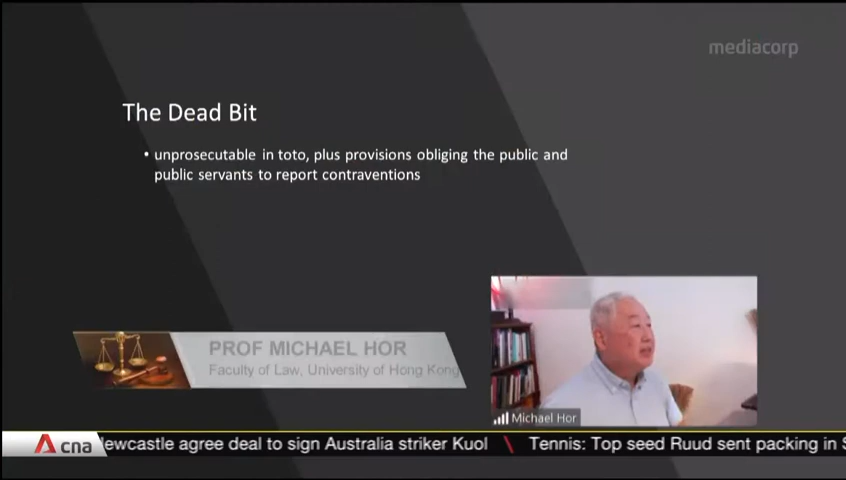 mediacorp
The Dead Bit
• unprosecutable in toto, plus provisions obliging the public and
public servants to report contraventions
PROF MICHAEL HOR
Faculty of Law, University of Hong Kong
Michael Hor
cna
ewcastle agree deal to sign Australia striker Kuol \ Tennis: Top seed Ruud sent packing in S